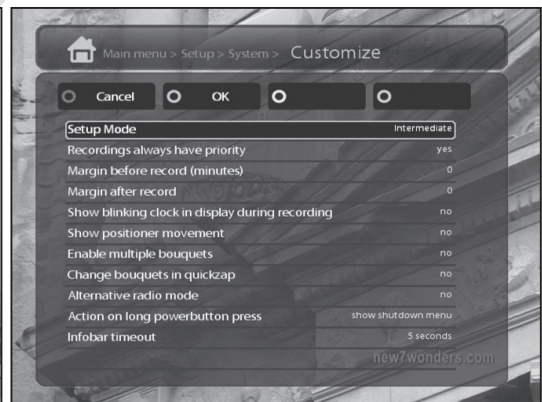 Main menu > Setup > System > Customize
Cancel OK
Setup Mode Intermediate
Recordings always have priority yes
Margin before record (minutes) 0
Margin after record 0
Show blinking clock in display during recording no
Show positioner movement no
Enable multiple bouquets no
Change bouquets in quickzap no
Alternative radio mode no
Action on long powerbutton press show shutdown menu
Infobar timeout 5 seconds
new7wonders.com